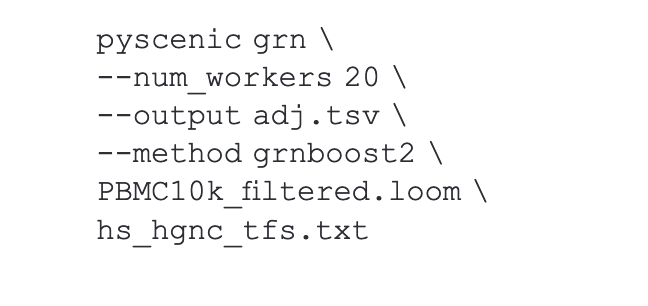 pyscenic grn \
--num_workers 20 \
--output adj.tsv \
--method grnboost2 \
PBMC10k_filtered.loom \
hs_hgnc_tfs.txt